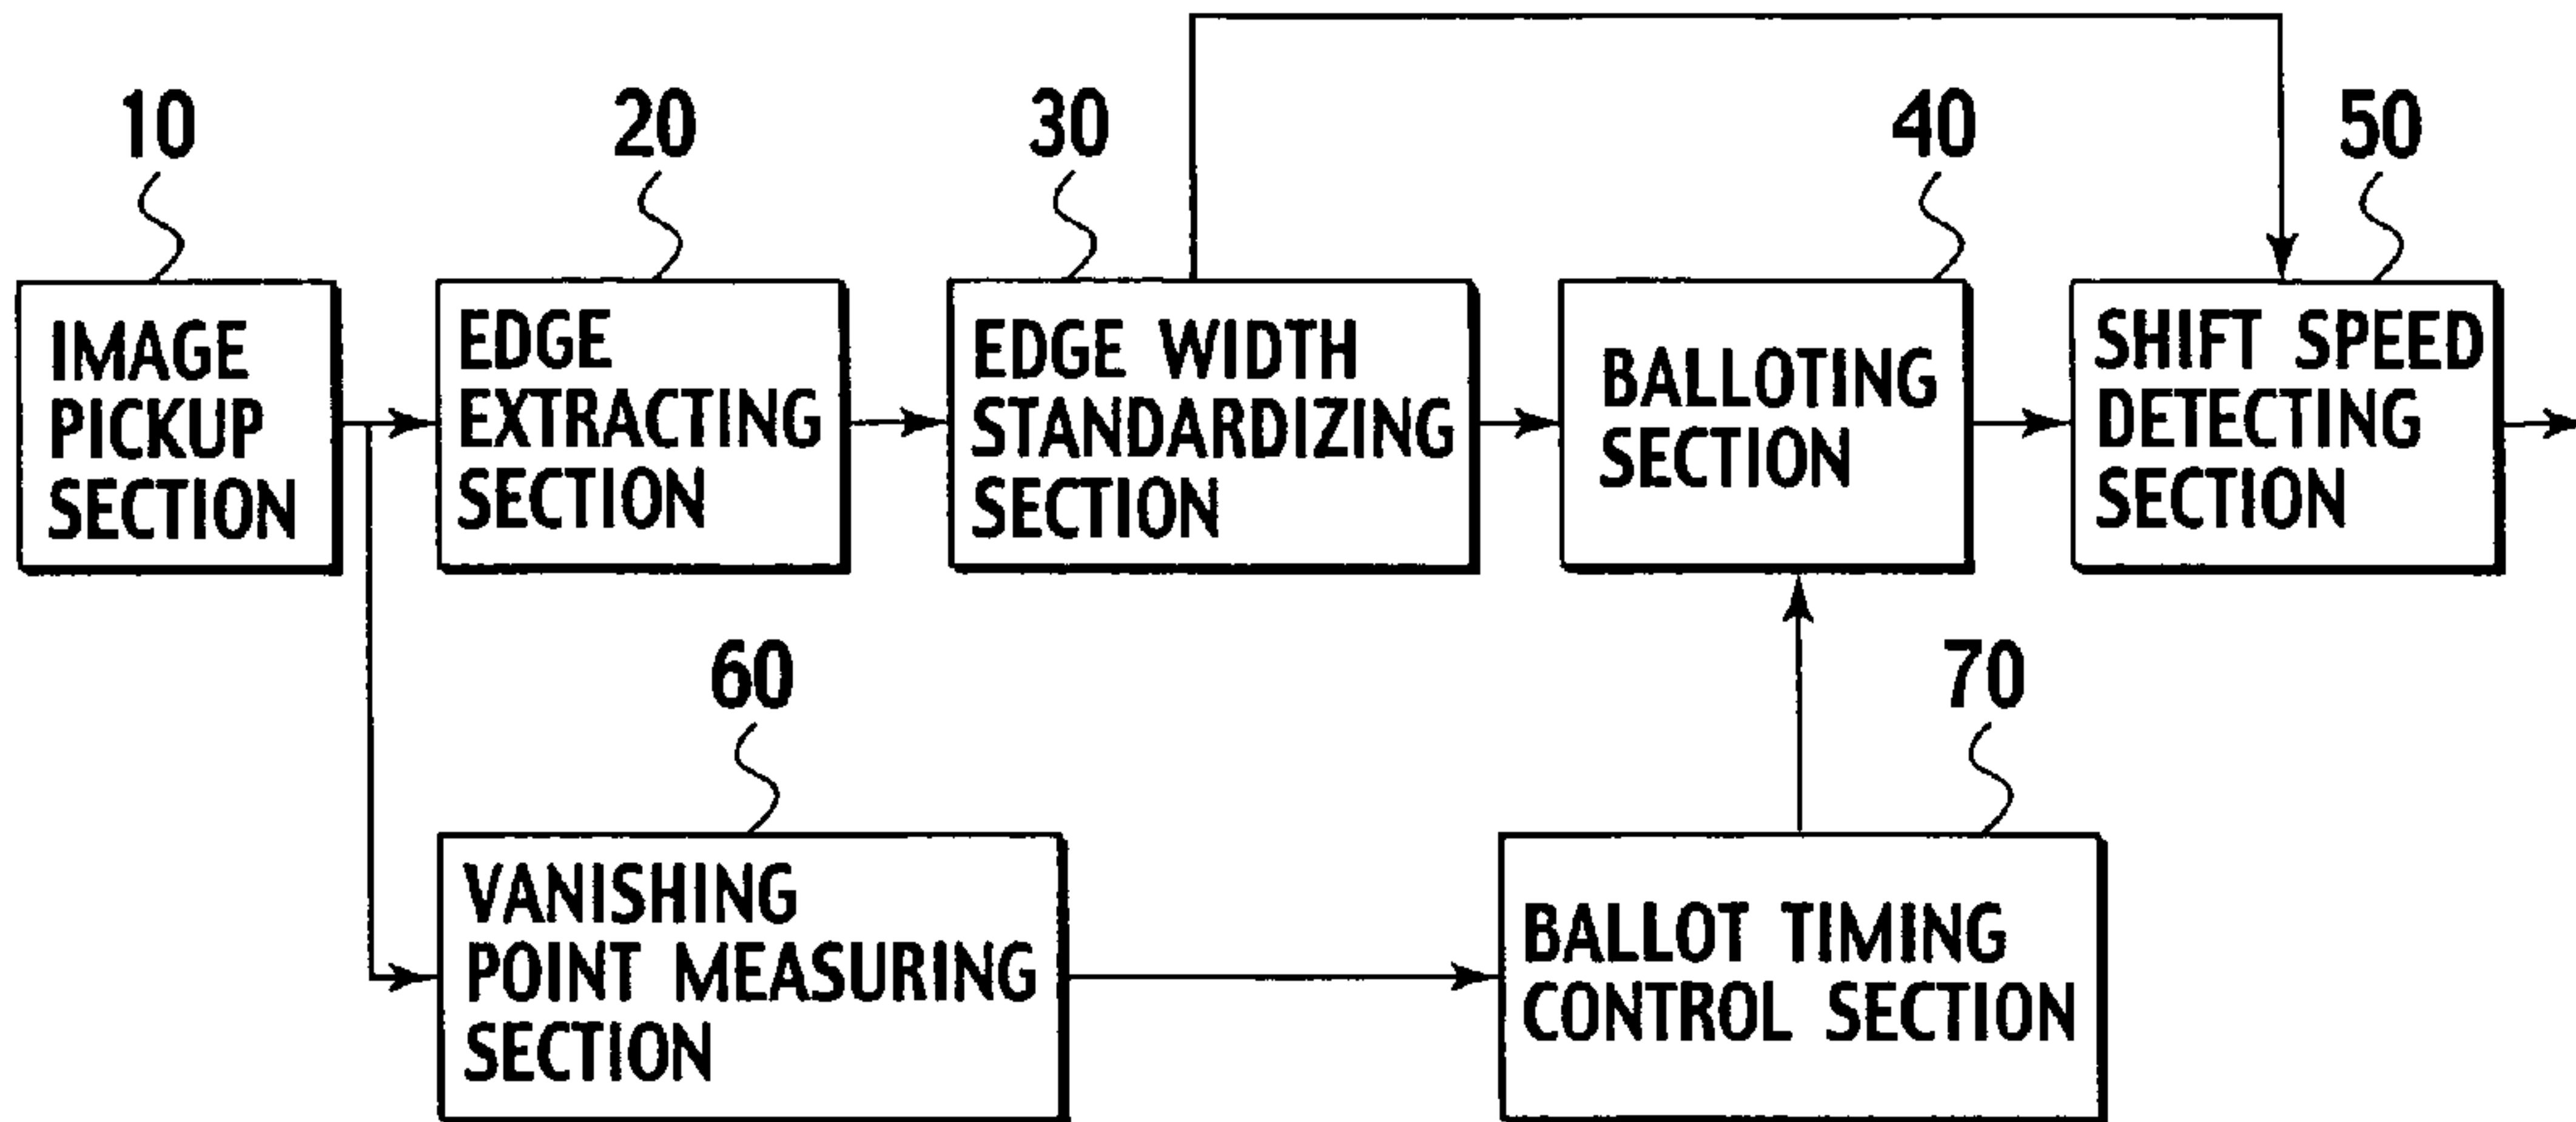 10
20
30
40
50
IMAGE
PICKUP
SECTION
EDGE
EXTRACTING
SECTION
EDGE WIDTH
STANDARDIZING
SECTION
BALLOTING
SECTION
SHIFT SPEED
DETECTING
SECTION
60
70
VANISHING
POINT MEASURING
SECTION
BALLOT TIMING
CONTROL SECTION